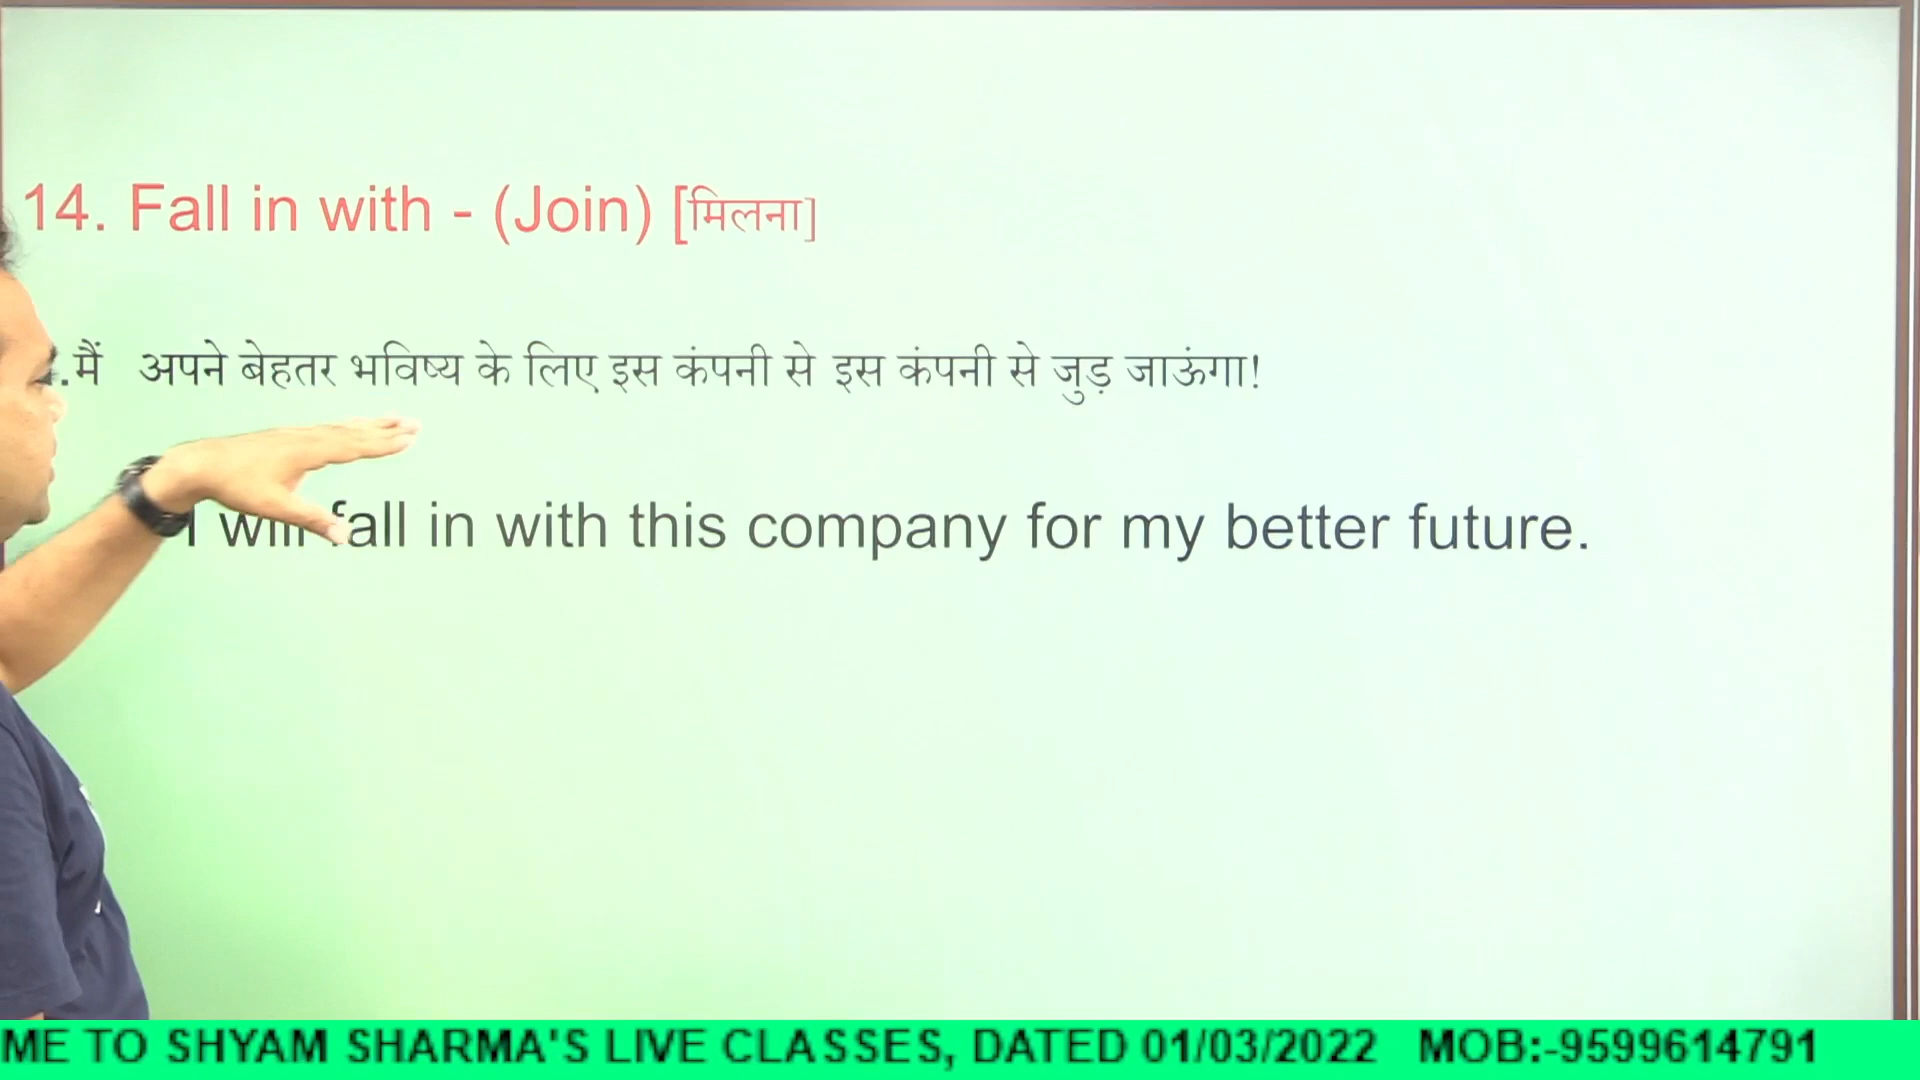 14. Fall in with - (Join) [मिलना]
.मैं अपने बेहतर भविष्य के लिए इस कंपनी से इस कंपनी से जुड़ जाऊंगा!
I will fall in with this company for my better future.
ME TO SHYAM SHARMA'S LIVE CLASSES, DATED 01/03/2022 MOB:-9599614791